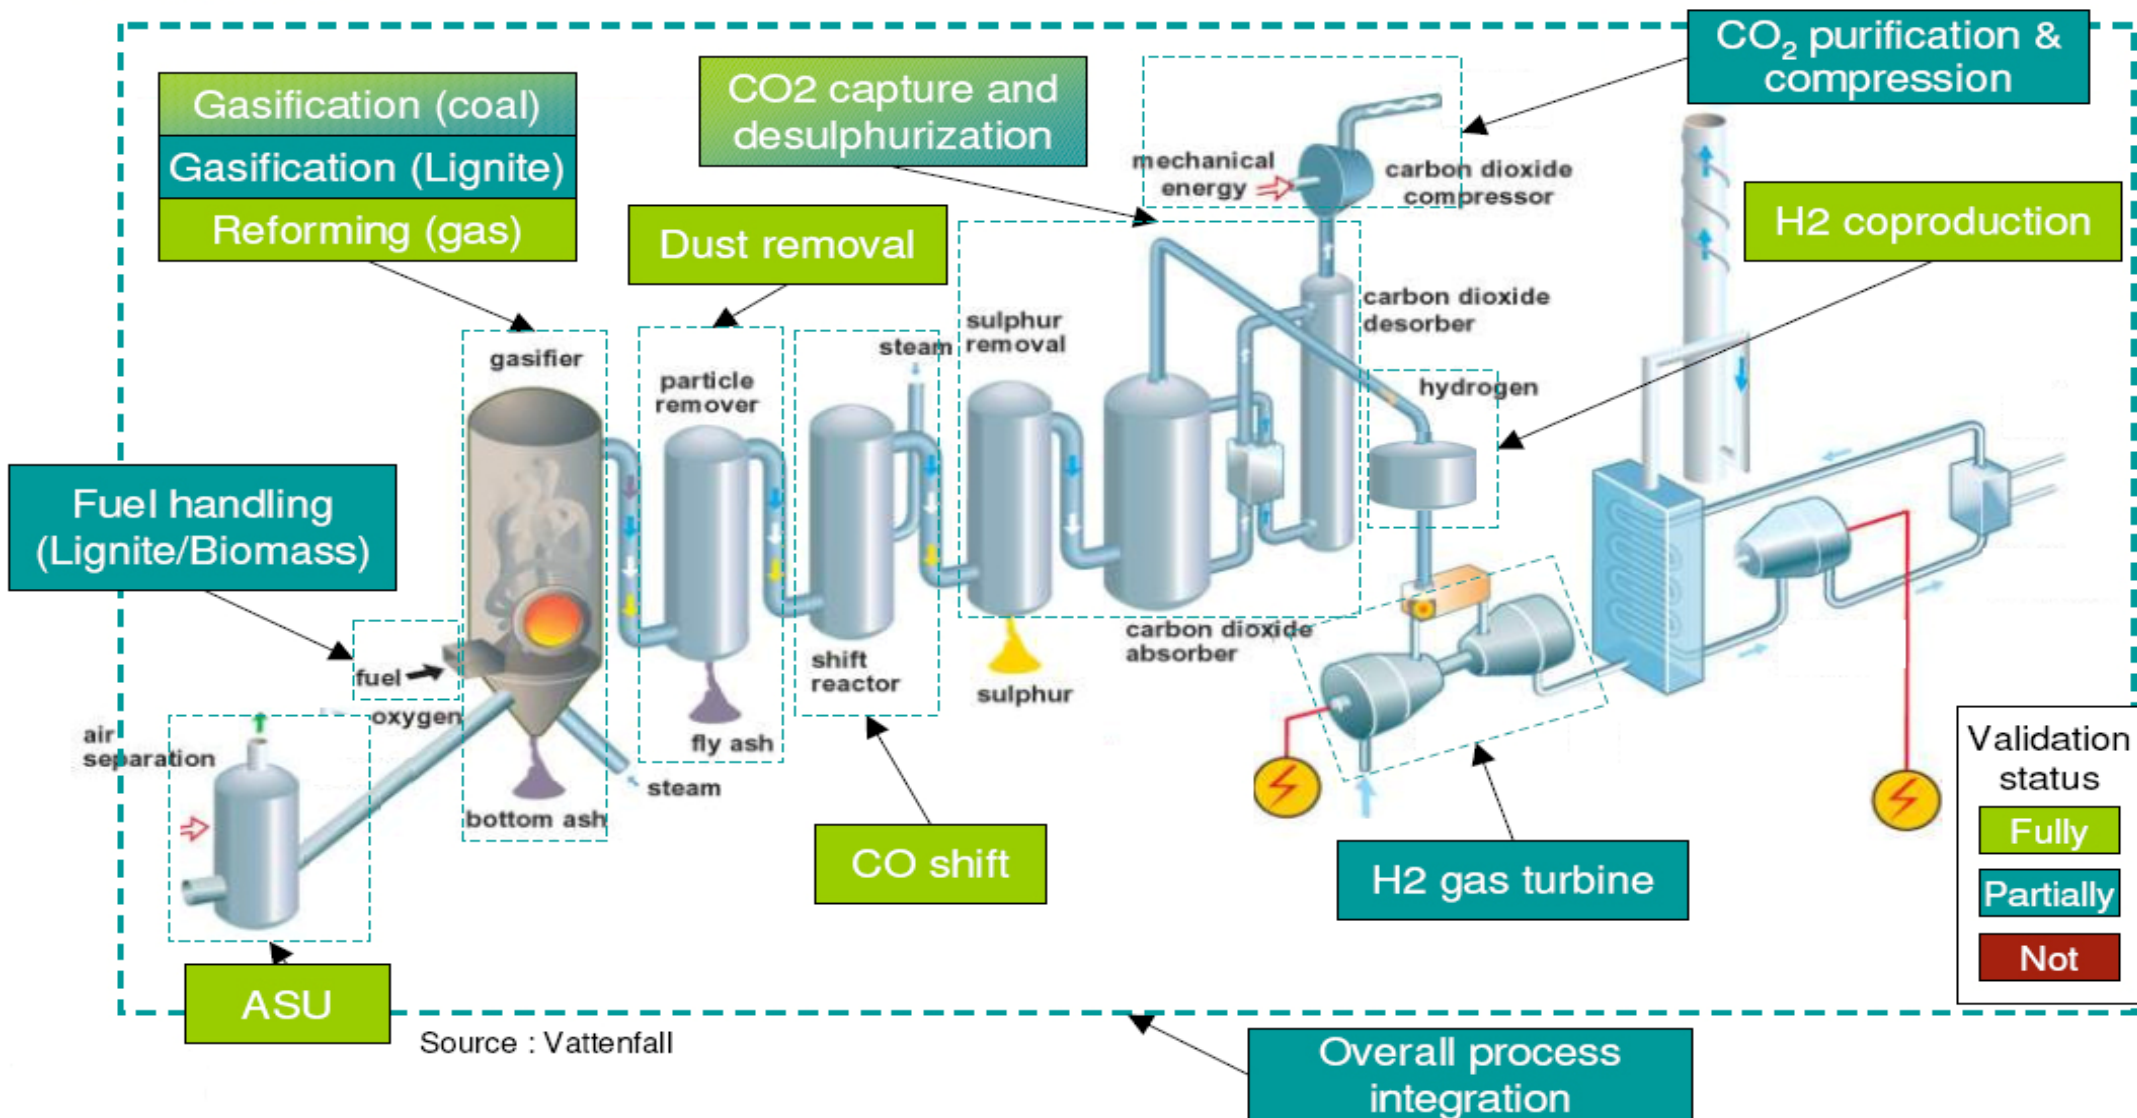 CO₂ purification &
compression
Gasification (coal)
Gasification (Lignite)
Reforming (gas)
CO2 capture and
desulphurization
mechanical
energy
carbon dioxide
compressor
H2 coproduction
Dust removal
carbon dioxide
desorber
sulphur
removal
steam
gasifier
particle
remover
hydrogen
Fuel handling
(Lignite/Biomass)
carbon dioxide
absorber
shift
reactor
fuel
sulphur
oxygen
air
separation
fly ash
steam
bottom ash
Validation
status
Fully
Partially
Not
CO shift
H2 gas turbine
ASU
Source : Vattenfall
Overall process
integration